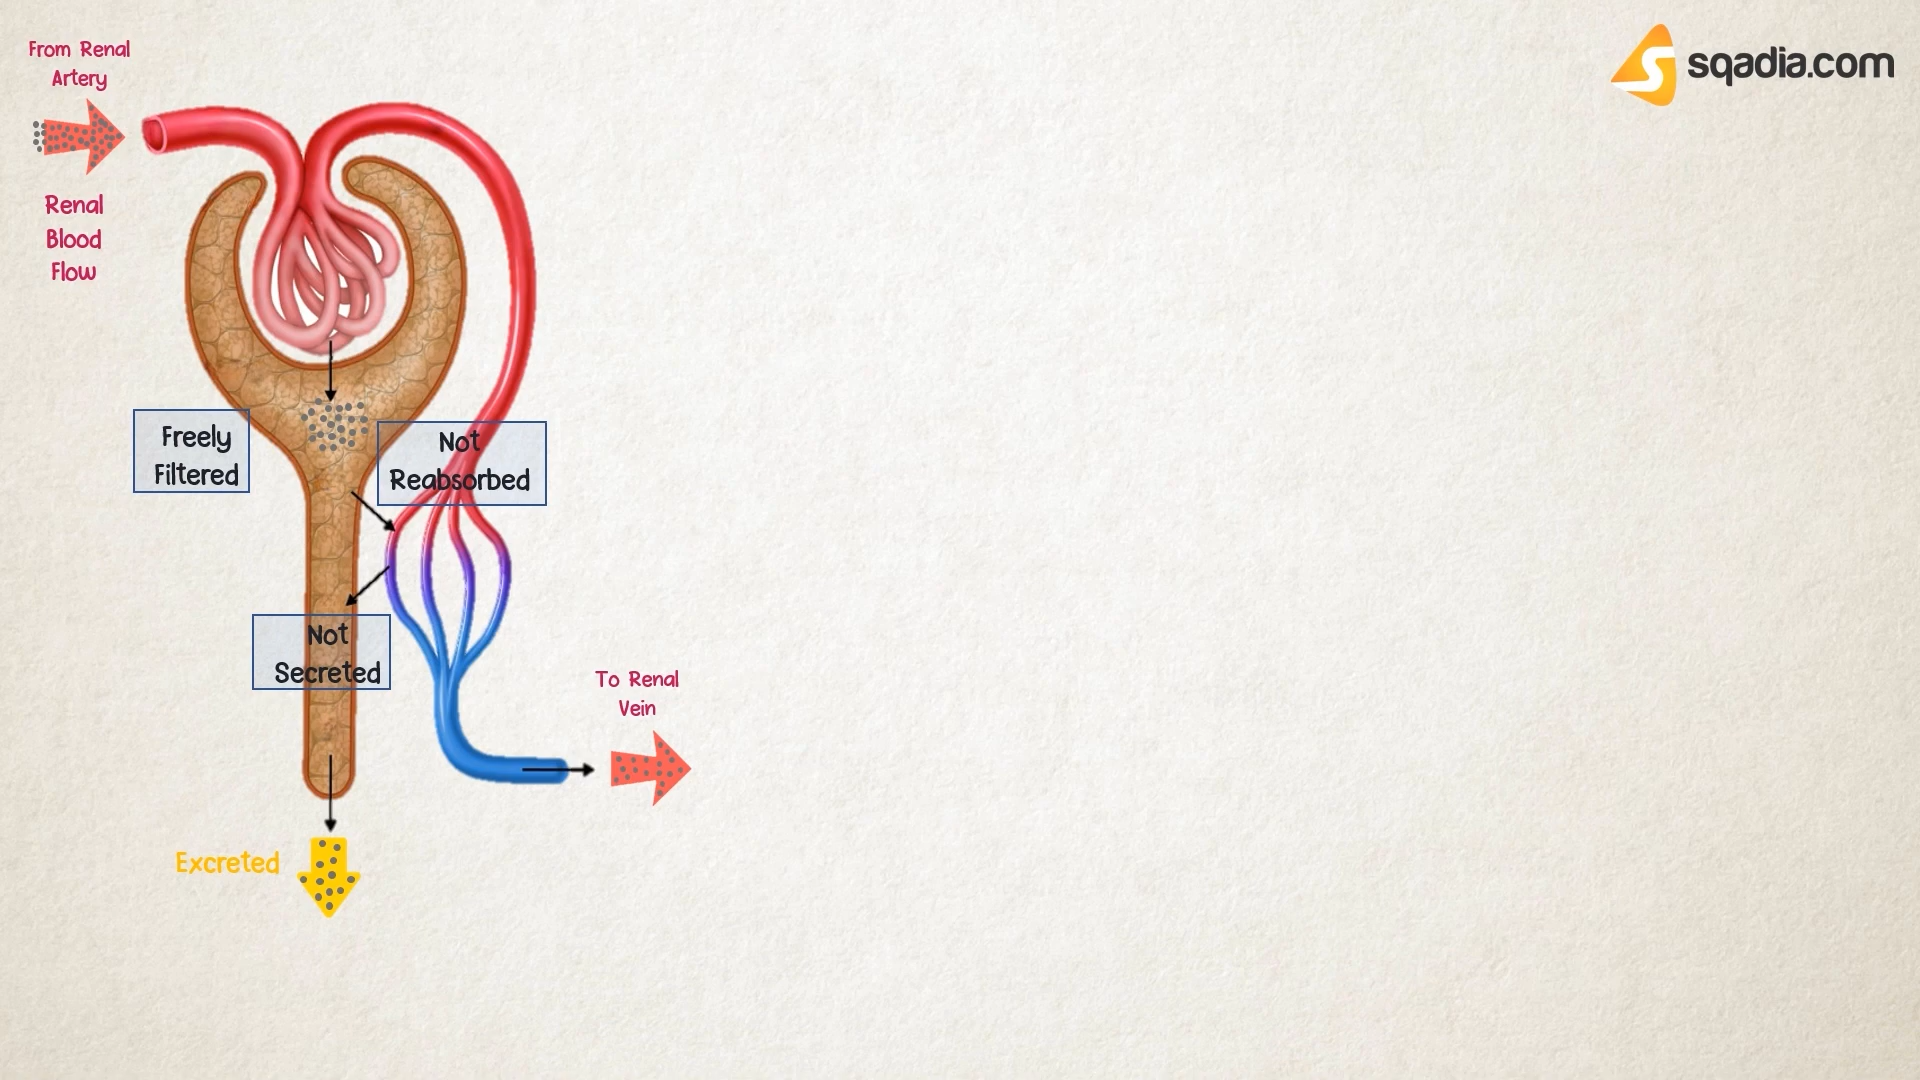 From Renal
Artery
sqadia.com
Renal
Blood
Flow
Freely
Filtered
Not
Reabsorbed
Not
Secreted
To Renal
Vein
Excreted